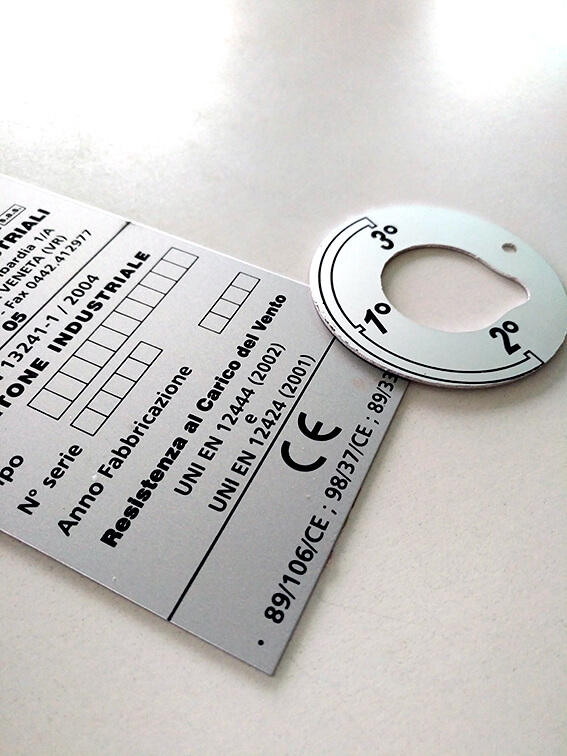 s.a.s.
TRIALI
mbardia 1/A
VENETA (VR)
- Fax 0442.412977
05
13241-1 / 2004
TONE INDUSTRIALE
po
N° serie
Anno Fabbricazione
Resistenza al Carico del Vento
UNI EN 12444 (2002)
e
UNI EN 12424 (2001)
CE
• 89/106/CE ; 98/37/CE ; 89/33
3°
1°
2°